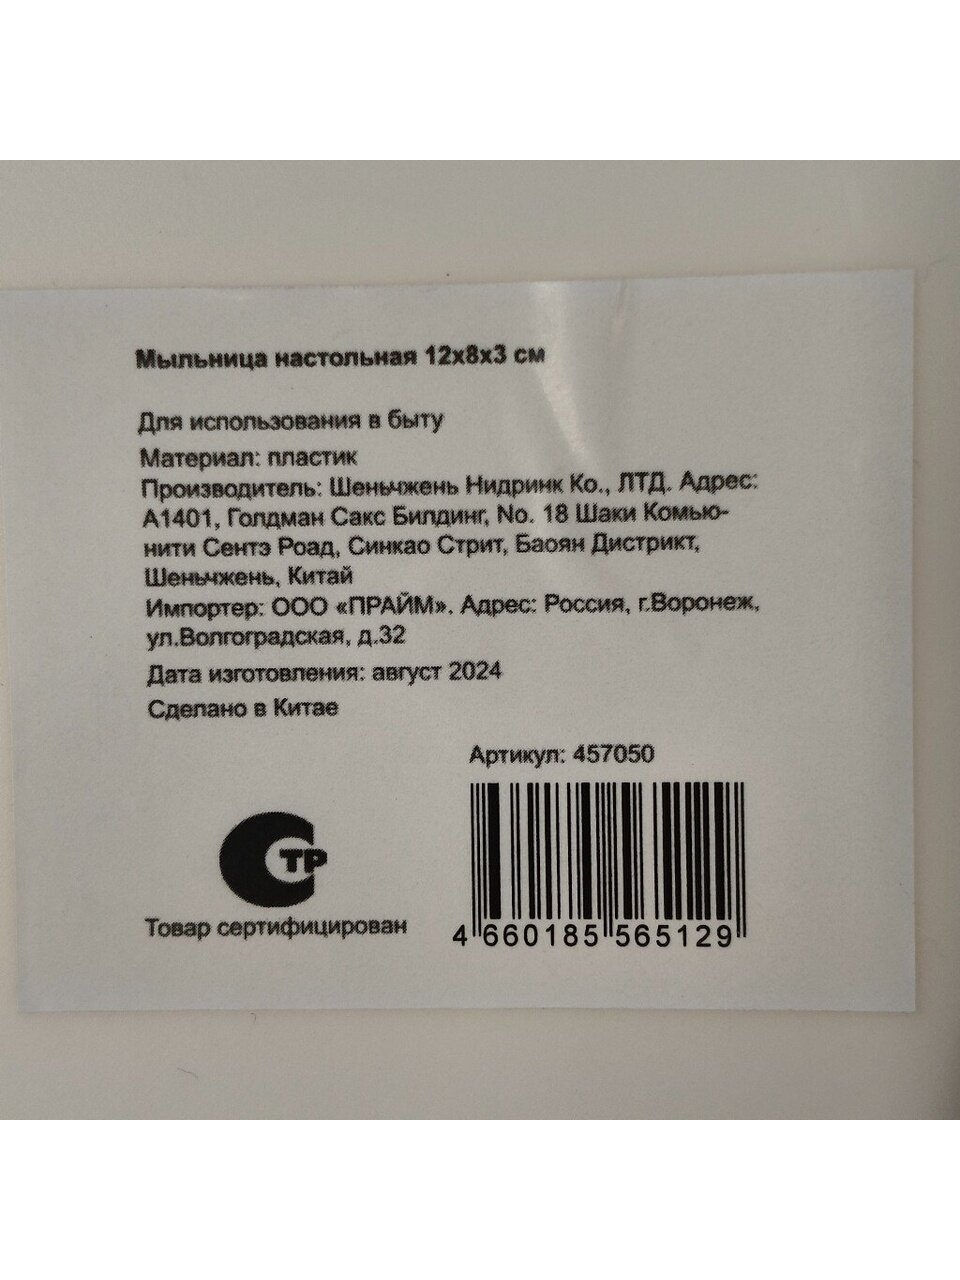 Мыльница настольная 12х8х3 см
Для использования в быту
Материал: пластик
Производитель: Шеньчжень Нидринк Ко., ЛТД. Адрес:
А1401, Голдман Сакс Билдинг, No. 18 Шаки Комью-
нити Сентэ Роад, Синкао Стрит, Баоян Дистрикт,
Шеньчжень, Китай
Импортер: ООО «ПРАЙМ». Адрес: Россия, г.Воронеж,
ул.Волгоградская, д.32
Дата изготовления: август 2024
Сделано в Китае
Артикул: 457050
СТР
Товар сертифицирован
4 660185 565129